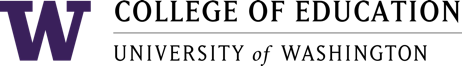 W
COLLEGE OF EDUCATION
UNIVERSITY of WASHINGTON